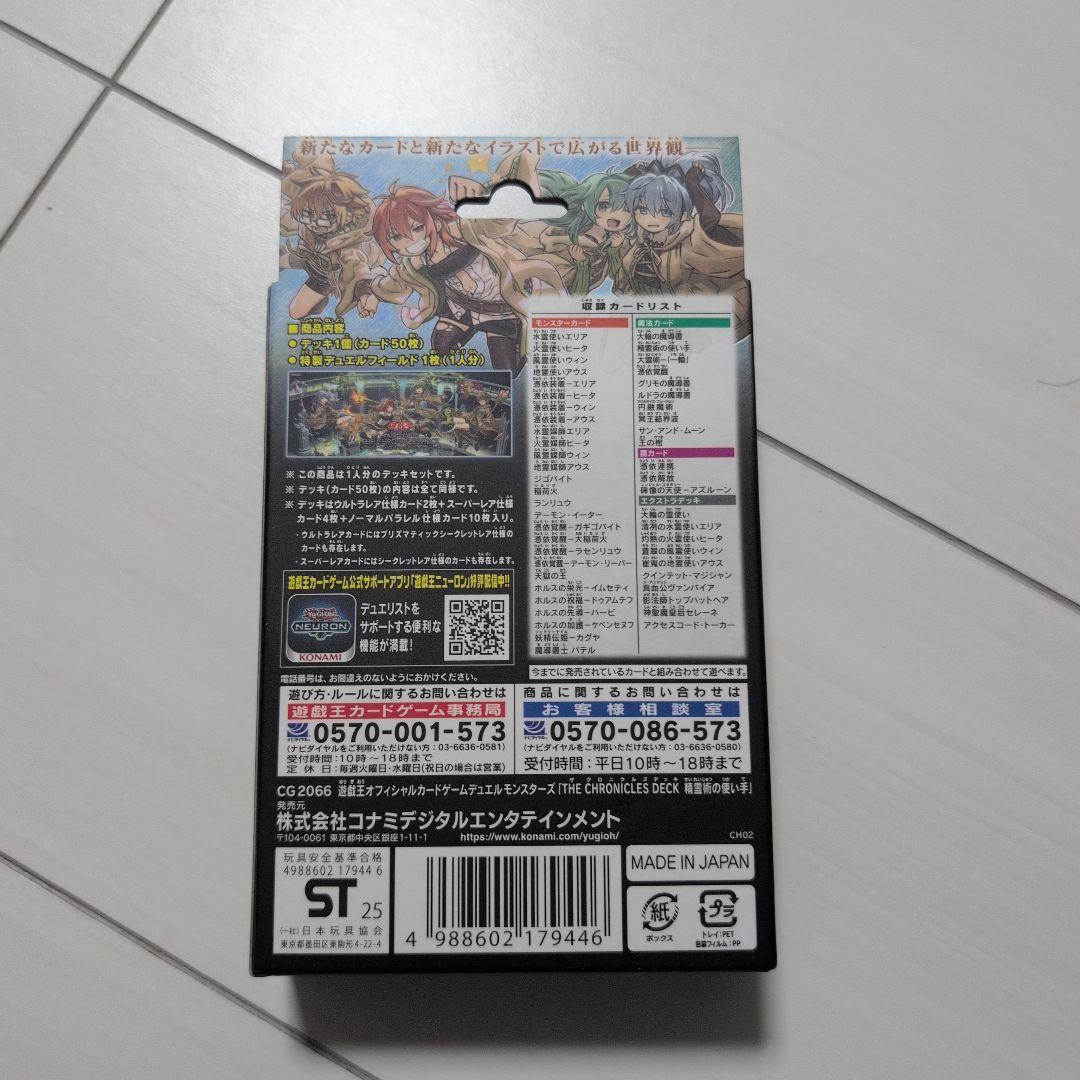 新たなカードと新たなイラストで広がる世界観
■商品内容
●デッキ1個(カード50枚)
●特製デュエルフィールド 1枚(1人分)
※ この商品は1人分のデッキセットです。
※ デッキ(カード50枚)の内容は全て同様です。
※ デッキはウルトラレア仕様カード2枚+スーパーレア仕様
カード4枚+ノーマルパラレル仕様カード10枚入り。
・ウルトラレアカードにはプリズマティックシークレットレア仕様の
カードも存在します。
・スーパーレアカードにはシークレットレア仕様のカードも存在します。
遊戯王カードゲーム公式サポートアプリ「遊戯王ニューロン」好評配信中!!
Yu-Gi-Oh!
NEURON
KONAMI
デュエリストを
サポートする便利な
機能が満載!
収録カードリスト
モンスターカード
水霊使いエリア
火霊使いヒータ
風霊使いウィン
地霊使いアウス
憑依装着−エリア
憑依装着−ヒータ
憑依装着−ウィン
憑依装着−アウス
水霊媒師エリア
火霊媒師ヒータ
風霊媒師ウィン
地霊媒師アウス
ジゴバイト
稲荷火
ランリュウ
デーモン・イーター
憑依覚醒−ガギゴバイト
憑依覚醒−大稲荷火
憑依覚醒−ラセンリュウ
憑依覚醒−デーモン・リーパー
天獄の王
ホルスの栄光−イムセティ
ホルスの祝福−ドゥアムテフ
ホルスの先導−ハーピ
ホルスの加護−ケベンセヌフ
妖精伝姫−カグヤ
魔導書士 バテル
魔法カード
大輪の魔導書
精霊術の使い手
大霊術−「一輪」
憑依覚醒
グリモの魔導書
ルドラの魔導書
円融魔術
冥王結界波
サン・アンド・ムーン
王の棺
罠カード
憑依連携
憑依解放
碑像の天使−アズルーン
エクストラデッキ
大輪の霊使い
清冽の水霊使いエリア
灼熱の火霊使いヒータ
蒼翠の風霊使いウィン
崔嵬の地霊使いアウス
クインテット・マジシャン
真血公ヴァンパイア
影法師トップハットヘア
神聖魔皇后セレーネ
アクセスコード・トーカー
今までに発売されているカードと組み合わせて遊べます。
電話番号は、お間違えのないようにおかけください。
遊び方・ルールに関するお問い合わせは
遊戯王カードゲーム事務局
0570-001-573
(ナビダイヤルをご利用いただけない方:03-6636-0581)
受付時間:10時〜18時まで
定休日:毎週火曜日・水曜日(祝日の場合は営業)
商品に関するお問い合わせは
お客様相談室
0570-086-573
(ナビダイヤルをご利用いただけない方:03-6636-0580)
受付時間:平日10時〜18時まで
CG2066 遊戯王オフィシャルカードゲームデュエルモンスターズ「THE CHRONICLES DECK 精霊術の使い手」
発売元
株式会社コナミデジタルエンタテインメント
〒104-0061 東京都中央区銀座1-11-1
https://www.konami.com/yugioh/
CH02
玩具安全基準合格
4988602 17944 6
ST 25
(一社)日本玩具協会
東京都墨田区東駒形4-22-4
4 988602 179446
MADE IN JAPAN
紙
ボックス
プラ
トレイ:PET
包装フィルム:PP